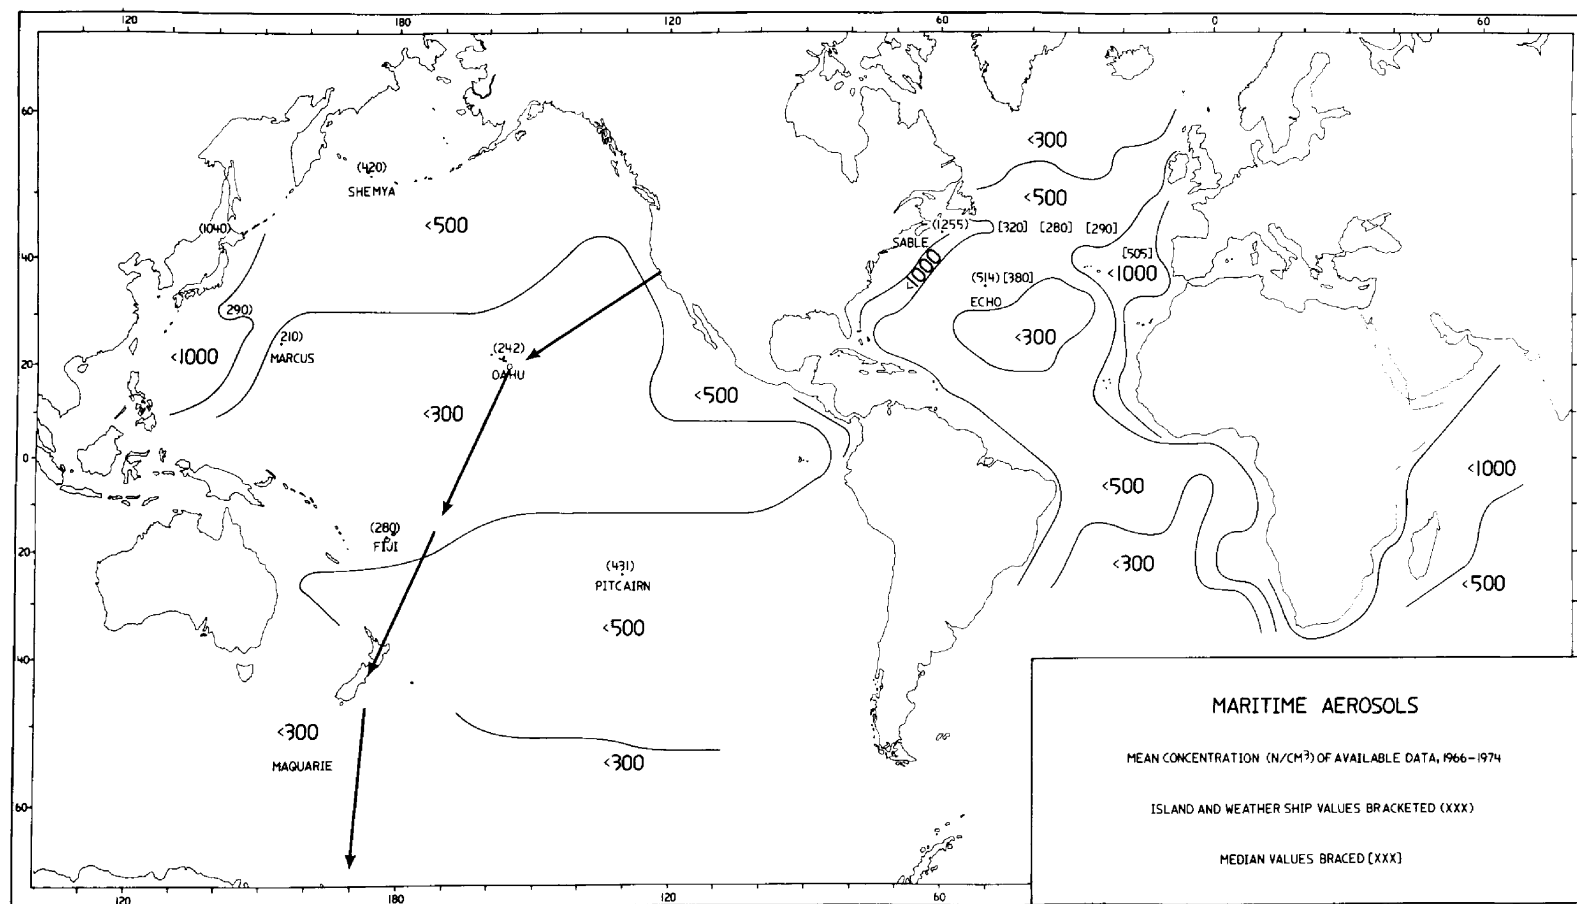 120 180 60 0 60
60
<300
(420)
SHEMYA
<500
<500
(1040)
(1255)
SABLE
[320] [280] [290]
40
[505]
<1000
<1000
(514) [380]
ECHO
290)
<300
210)
MARCUS
<1000
(242)
OAHU
20
<500
<300
0
<1000
<500
(280)
FIJI
20
(431)
PITCAIRN
<300
<500
<500
40
<300
MAQUARIE
<300
60
MARITIME AEROSOLS
MEAN CONCENTRATION (N/CM³) OF AVAILABLE DATA, 1966-1974
ISLAND AND WEATHER SHIP VALUES BRACKETED (XXX)
MEDIAN VALUES BRACED [XXX]
120 180 120 60